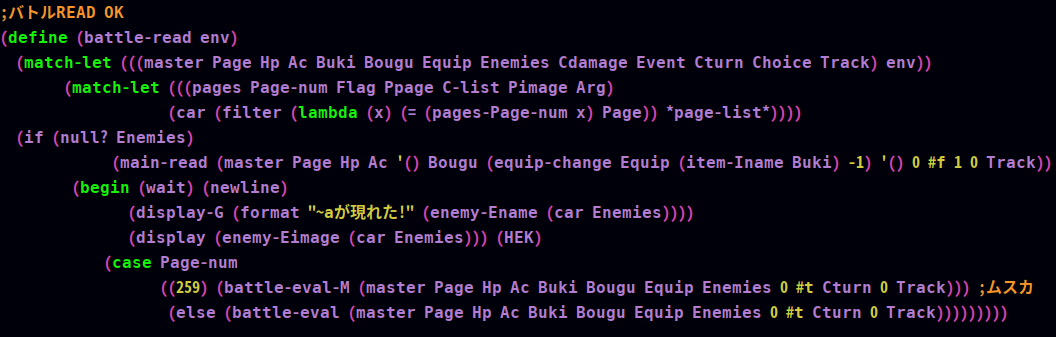 ;バトルREAD OK
(define (battle-read env)
(match-let (((master Page Hp Ac Buki Bougu Equip Enemies Cdamage Event Cturn Choice Track) env))
(match-let (((pages Page-num Flag Ppage C-list Pimage Arg)
(car (filter (lambda (x) (= (pages-Page-num x) Page)) *page-list*))))
(if (null? Enemies)
(main-read (master Page Hp Ac '() Bougu (equip-change Equip (item-Iname Buki) -1) '() 0 #f 1 0 Track))
(begin (wait) (newline)
(display-G (format "~aが現れた!" (enemy-Ename (car Enemies))))
(display (enemy-Eimage (car Enemies))) (HEK)
(case Page-num
((259) (battle-eval-M (master Page Hp Ac Buki Bougu Equip Enemies 0 #t Cturn 0 Track))) ;ムスカ
(else (battle-eval (master Page Hp Ac Buki Bougu Equip Enemies 0 #t Cturn 0 Track)))))))))